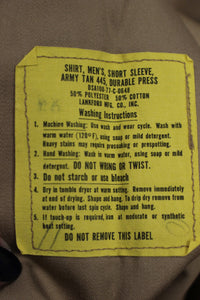 SHIRT, MEN'S, SHORT SLEEVE,
ARMY TAN 445, DURABLE PRESS
DSA100-77-C-0648
50% POLYESTER 50% COTTON
LANKFORD MFG. CO., INC.
Washing Instructions
1. Machine Washing: Use wash and wear cycle. Wash with
warm water (120°F), using soap or mild detergent.
Heavy stains may require presoaking or prespotting.
2. Hand Washing: Wash in warm water, using soap or mild
detergent. DO NOT WRING OR TWIST.
3. Do not starch or use bleach
4. Dry in tumble dryer at warm setting. Remove immediately
at end of drying. Shape and hang. To drip dry remove from
water before last spin cycle. Shape and hang.
5. If touch-up is required, iron at moderate or synthetic
heat setting.
DO NOT REMOVE THIS LABEL